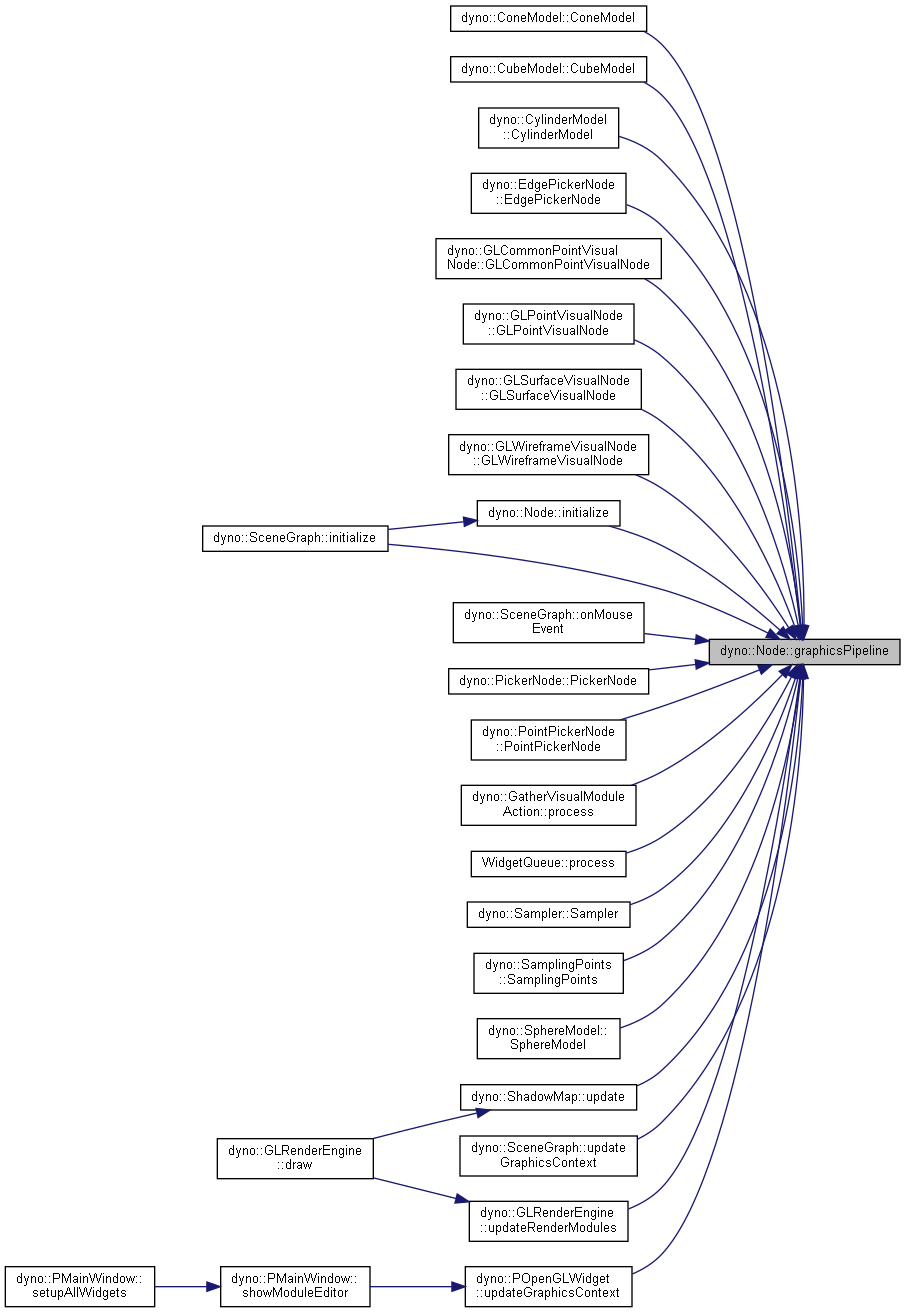 dyno::ConeModel::ConeModel
dyno::CubeModel::CubeModel
dyno::CylinderModel
::CylinderModel
dyno::EdgePickerNode
::EdgePickerNode
dyno::GLCommonPointVisual
Node::GLCommonPointVisualNode
dyno::GLPointVisualNode
::GLPointVisualNode
dyno::GLSurfaceVisualNode
::GLSurfaceVisualNode
dyno::GLWireframeVisualNode
::GLWireframeVisualNode
dyno::Node::initialize
dyno::SceneGraph::initialize
dyno::SceneGraph::onMouse
Event
dyno::Node::graphicsPipeline
dyno::PickerNode::PickerNode
dyno::PointPickerNode
::PointPickerNode
dyno::GatherVisualModule
Action::process
WidgetQueue::process
dyno::Sampler::Sampler
dyno::SamplingPoints
::SamplingPoints
dyno::SphereModel::
SphereModel
dyno::ShadowMap::update
dyno::GLRenderEngine
::draw
dyno::SceneGraph::update
GraphicsContext
dyno::GLRenderEngine
::updateRenderModules
dyno::PMainWindow::
setupAllWidgets
dyno::PMainWindow::
showModuleEditor
dyno::POpenGLWidget
::updateGraphicsContext